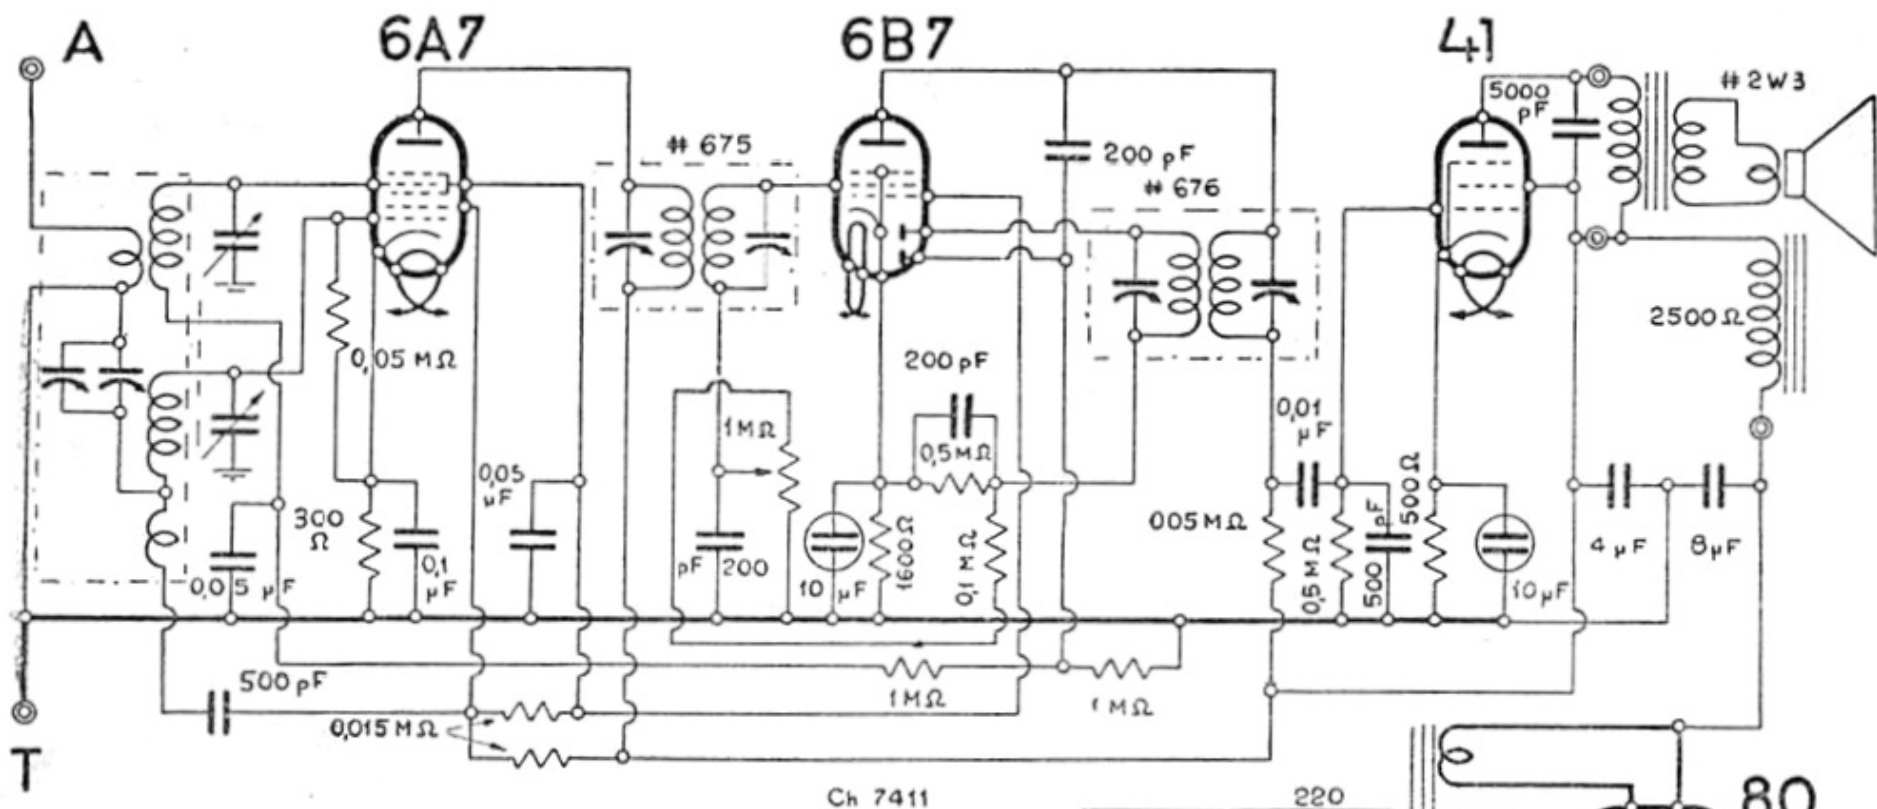 A
6A7
6B7
41
5000 pF
# 2W3
# 675
200 pF
# 676
2500 Ω
0,05 MΩ
200 pF
0,01 µF
1 MΩ
0,5 MΩ
0,05 µF
300 Ω
0,1 µF
0,05 µF
pF 200
10 µF
1600 Ω
0,1 MΩ
005 MΩ
0,5 MΩ
500 pF
500 Ω
10 µF
4 µF
8 µF
500 pF
1 MΩ
1 MΩ
0,015 MΩ
T
Ch 7411
220
80